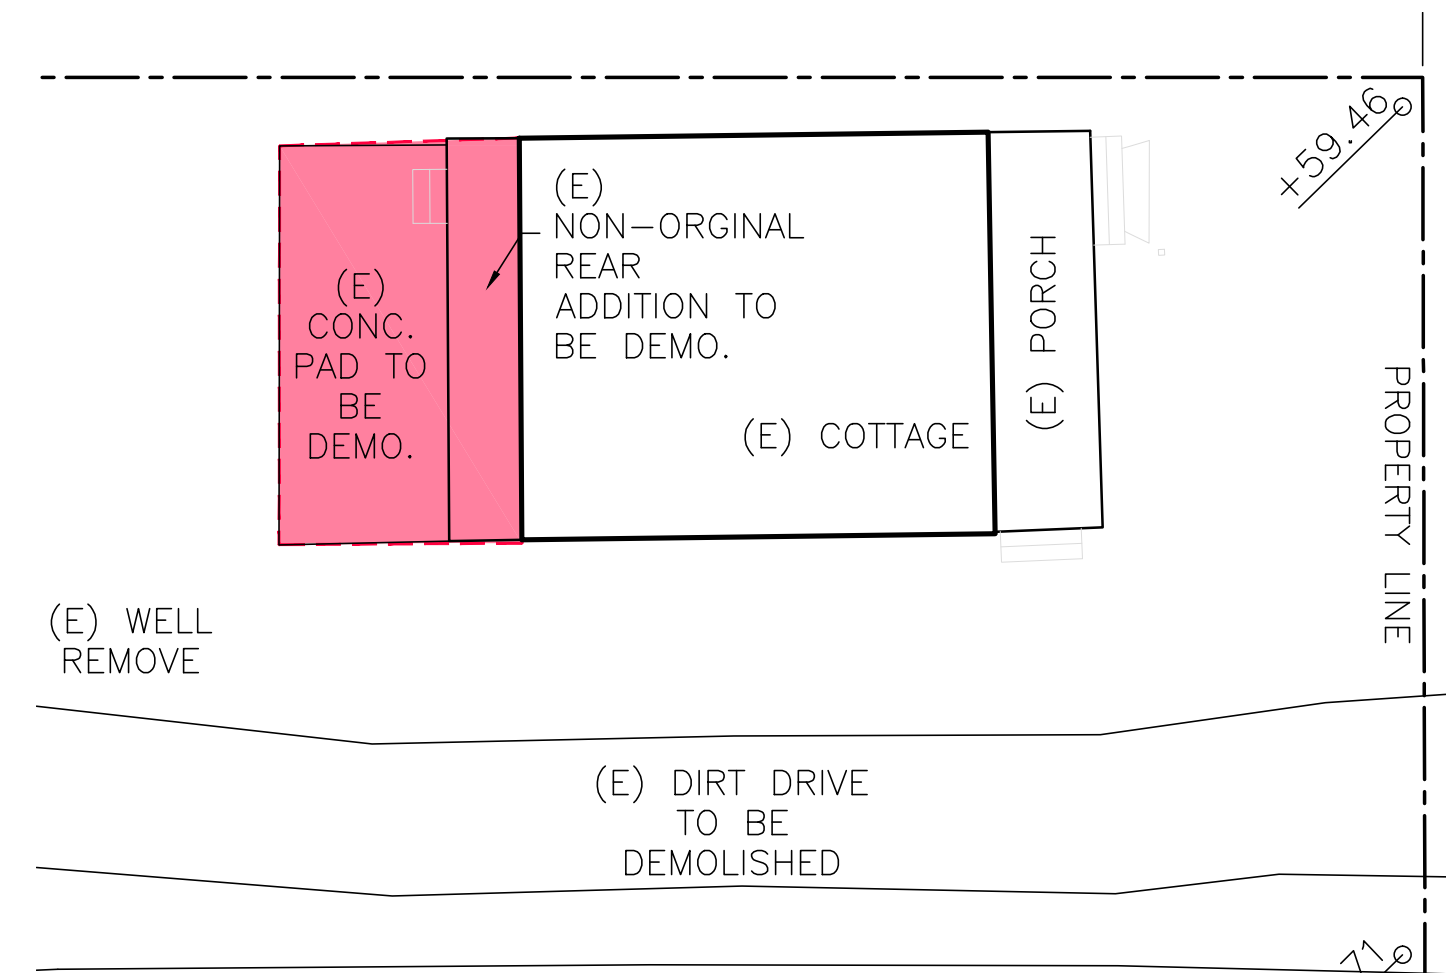 +59.46
(E)
NON-ORGINAL
REAR
ADDITION TO
BE DEMO.
(E)
CONC.
PAD TO
BE
DEMO.
(E) COTTAGE
(E) PORCH
PROPERTY LINE
(E) WELL
REMOVE
(E) DIRT DRIVE
TO BE
DEMOLISHED
71